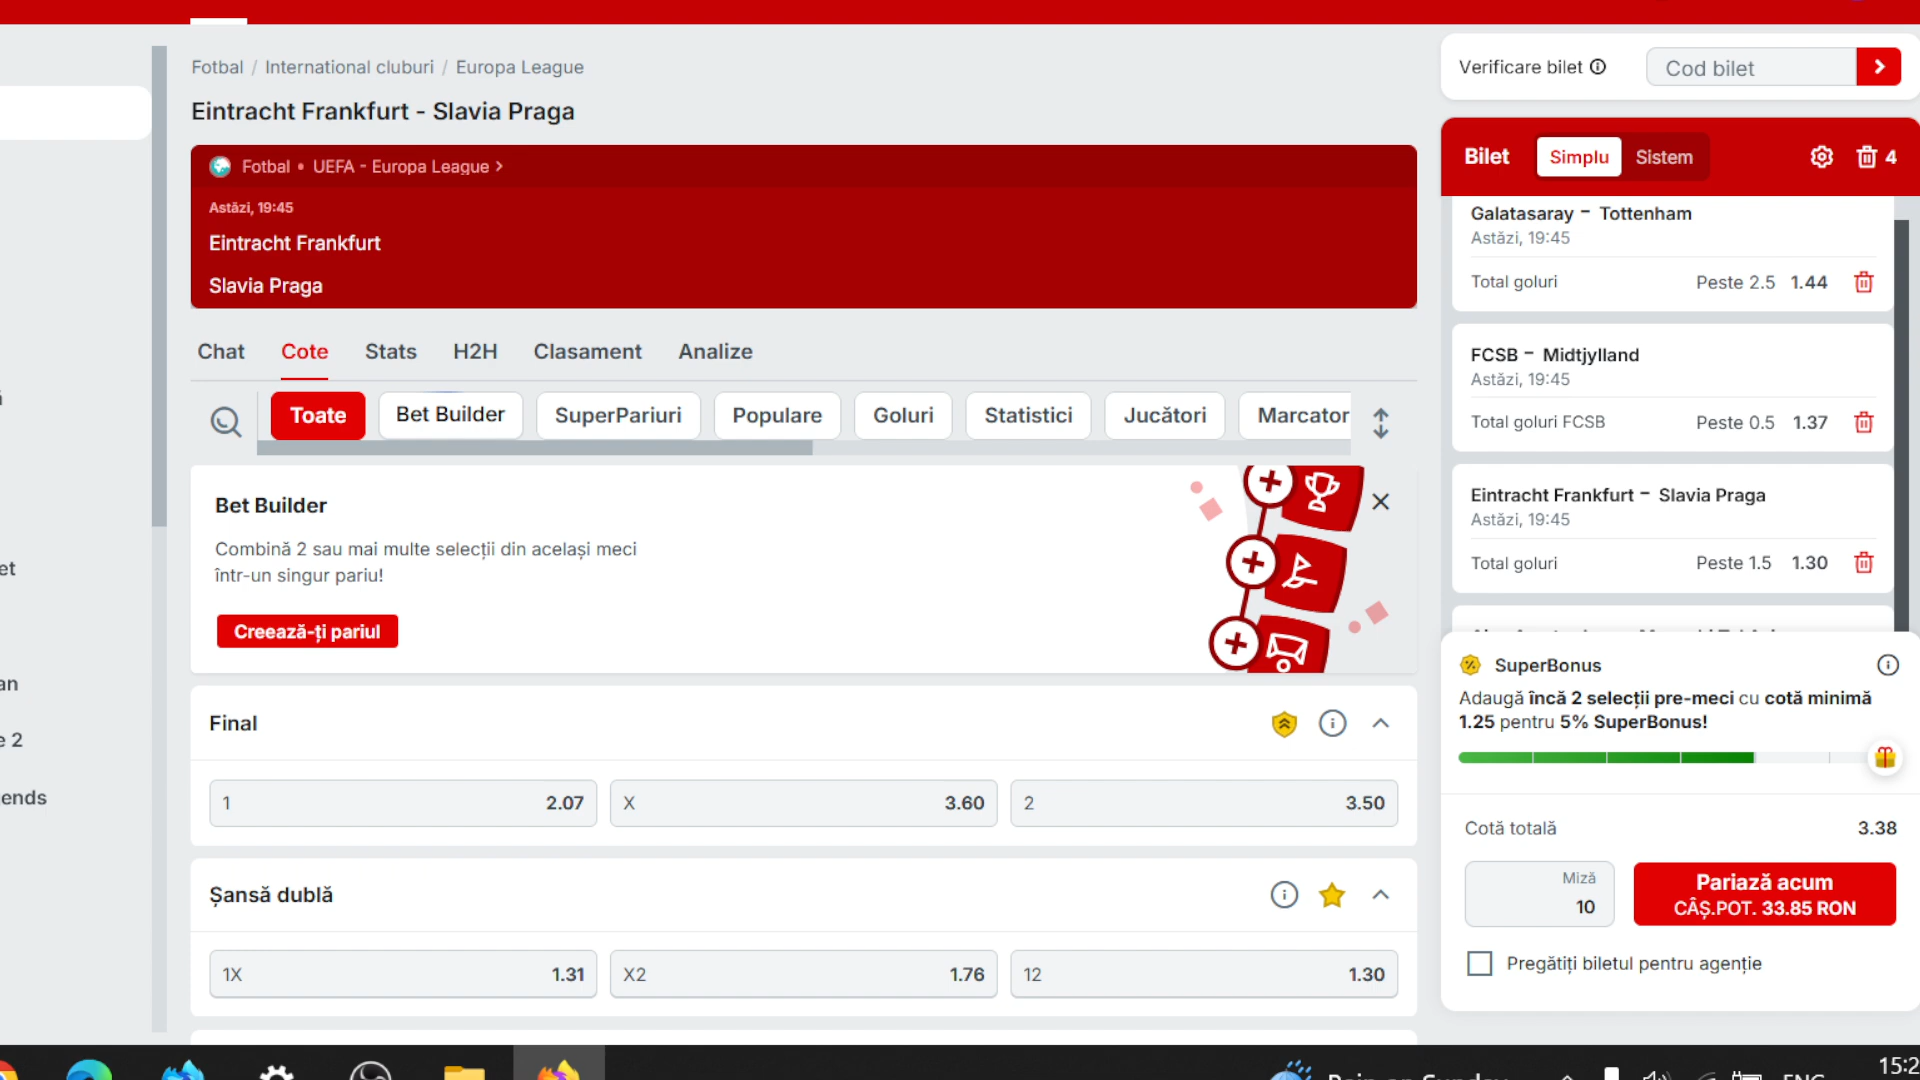 Fotbal / International cluburi / Europa League
Eintracht Frankfurt - Slavia Praga
Fotbal • UEFA - Europa League >
Astăzi, 19:45
Eintracht Frankfurt
Slavia Praga
Chat Cote Stats H2H Clasament Analize
Toate Bet Builder SuperPariuri Populare Goluri Statistici Jucători Marcator
Bet Builder
Combină 2 sau mai multe selecții din același meci
într-un singur pariu!
Creează-ți pariul
Final
1 2.07 X 3.60 2 3.50
Șansă dublă
1X 1.31 X2 1.76 12 1.30
et
an
e 2
ends
Verificare bilet
Cod bilet
Bilet Simplu Sistem 4
Galatasaray - Tottenham
Astăzi, 19:45
Total goluri Peste 2.5 1.44
FCSB - Midtjylland
Astăzi, 19:45
Total goluri FCSB Peste 0.5 1.37
Eintracht Frankfurt - Slavia Praga
Astăzi, 19:45
Total goluri Peste 1.5 1.30
SuperBonus
Adaugă încă 2 selecții pre-meci cu cotă minimă
1.25 pentru 5% SuperBonus!
Cotă totală 3.38
Miză
10
Pariază acum
CÂȘ.POT. 33.85 RON
Pregătiți biletul pentru agenție
Rain on Sunday
ENG
15:2